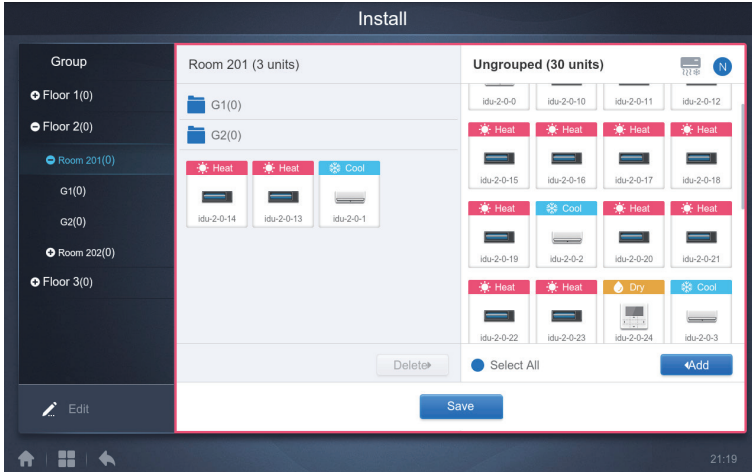 Install
Group
Floor 1(0)
Floor 2(0)
Room 201(0)
G1(0)
G2(0)
Room 202(0)
Floor 3(0)
Edit
Room 201 (3 units)
G1(0)
G2(0)
Heat Heat Cool
idu-2-0-14 idu-2-0-13 idu-2-0-1
Delete
Ungrouped (30 units) N
idu-2-0-0 idu-2-0-10 idu-2-0-11 idu-2-0-12
Heat Heat Heat Heat
idu-2-0-15 idu-2-0-16 idu-2-0-17 idu-2-0-18
Heat Cool Heat Heat
idu-2-0-19 idu-2-0-2 idu-2-0-20 idu-2-0-21
Heat Heat Dry Cool
idu-2-0-22 idu-2-0-23 idu-2-0-24 idu-2-0-3
Select All Add
Save
21:19